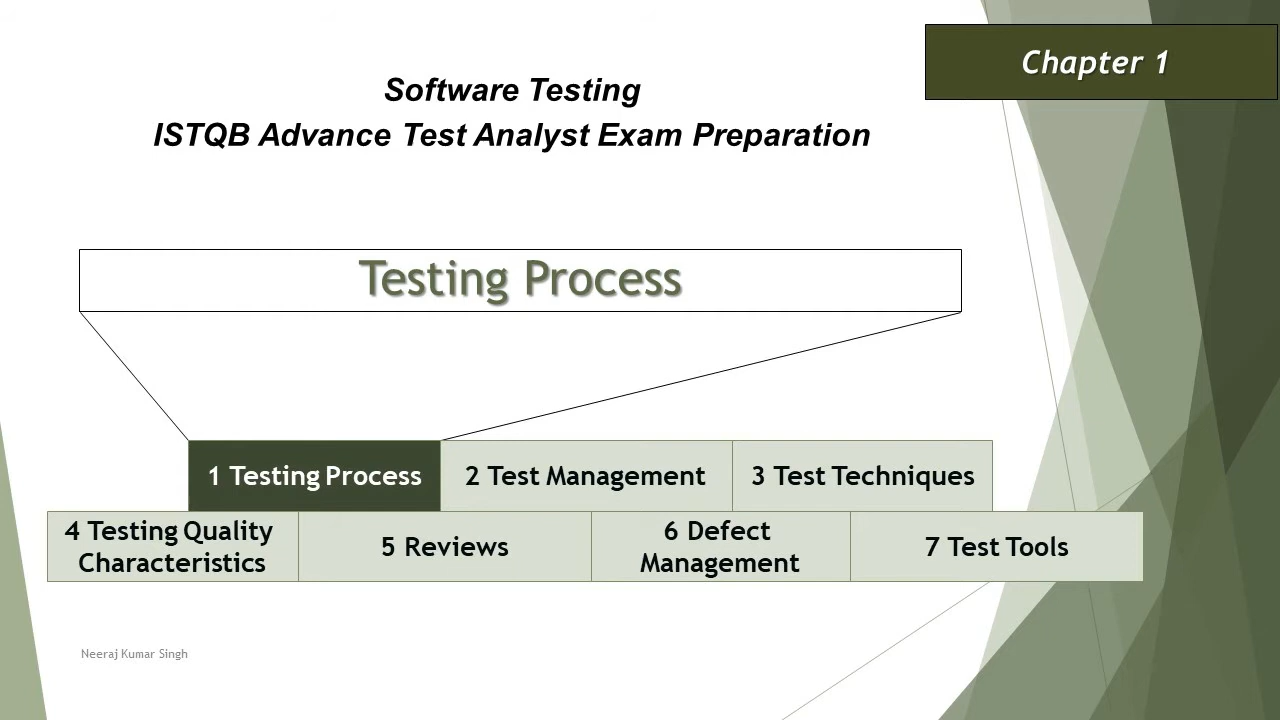 Chapter 1
Software Testing
ISTQB Advance Test Analyst Exam Preparation
Testing Process
1 Testing Process
2 Test Management
3 Test Techniques
4 Testing Quality
Characteristics
5 Reviews
6 Defect
Management
7 Test Tools
Neeraj Kumar Singh